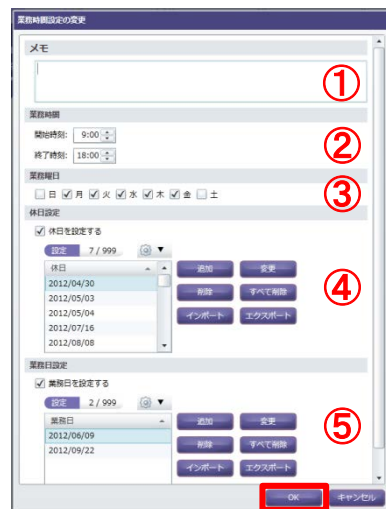 業務時間設定の変更
メモ
①
業務時間
開始時刻: 9:00
終了時刻: 18:00
②
業務曜日
日 月 火 水 木 金 土
③
休日設定
休日を設定する
設定 7 / 999
休日
2012/04/30
2012/05/03
2012/05/04
2012/07/16
2012/08/08
追加 変更
削除 すべて削除
インポート エクスポート
④
業務日設定
業務日を設定する
設定 2 / 999
業務日
2012/06/09
2012/09/22
追加 変更
削除 すべて削除
インポート エクスポート
⑤
OK キャンセル